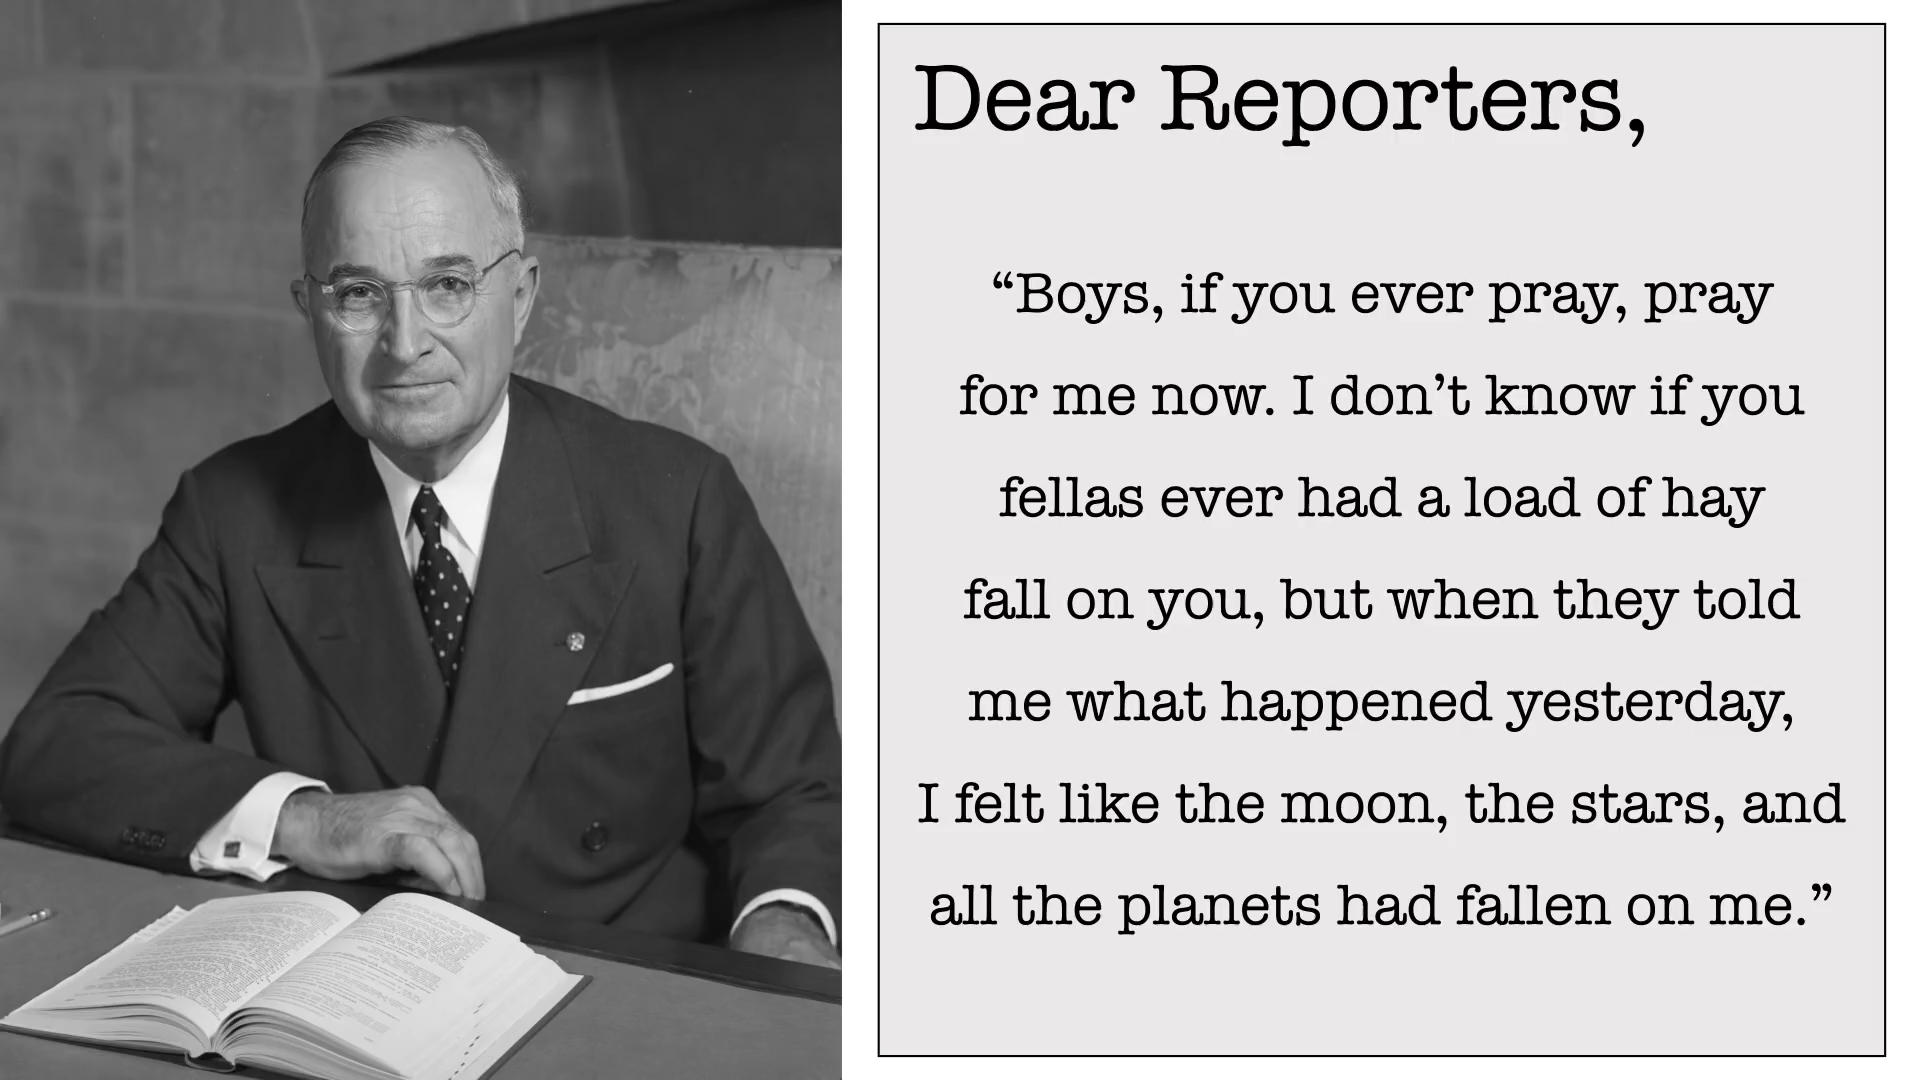 Dear Reporters,
“Boys, if you ever pray, pray
for me now. I don’t know if you
fellas ever had a load of hay
fall on you, but when they told
me what happened yesterday,
I felt like the moon, the stars, and
all the planets had fallen on me.”